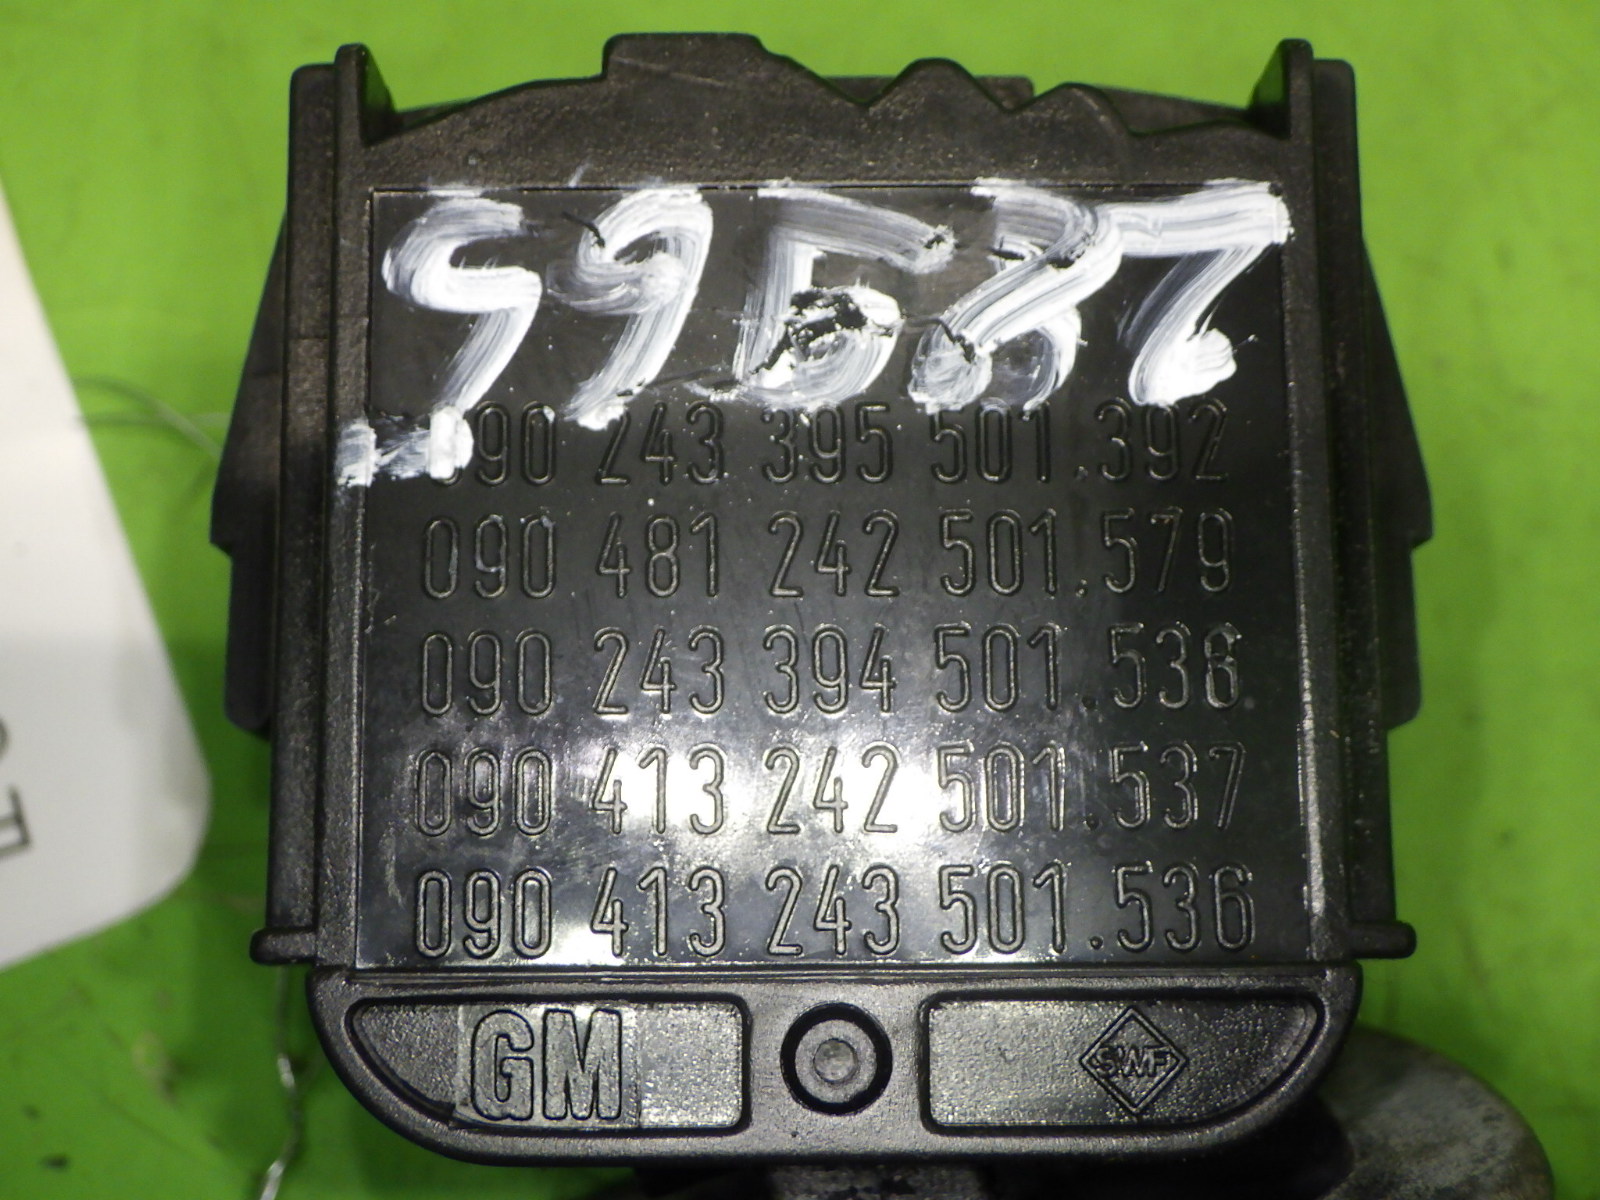 090 243 395 501.392
090 481 242 501.579
090 243 394 501.538
090 413 242 501.537
090 413 243 501.536
GM
SWF